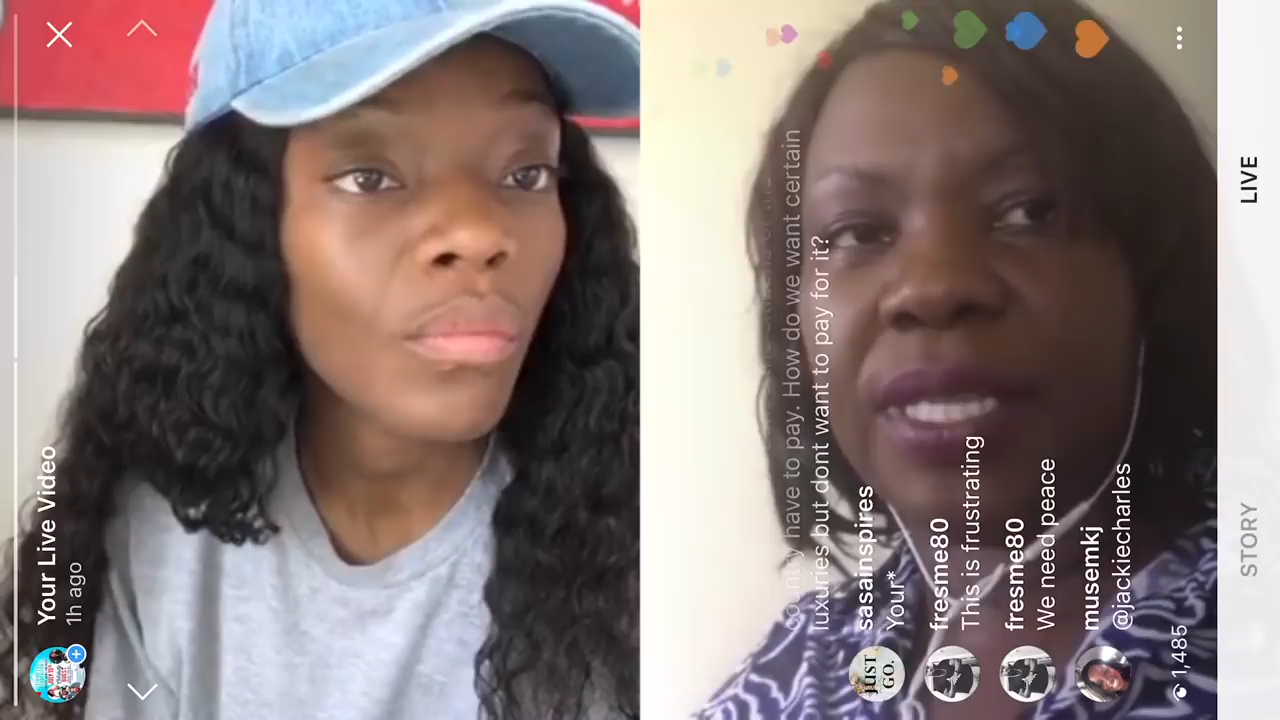 Your Live Video
1h ago
country have to pay. How do we want certain
luxuries but dont want to pay for it?
sasainspires
Your*
fresme80
This is frustrating
fresme80
We need peace
musemkj
@jackiecharles
JUST
GO.
1,485
STORY
LIVE